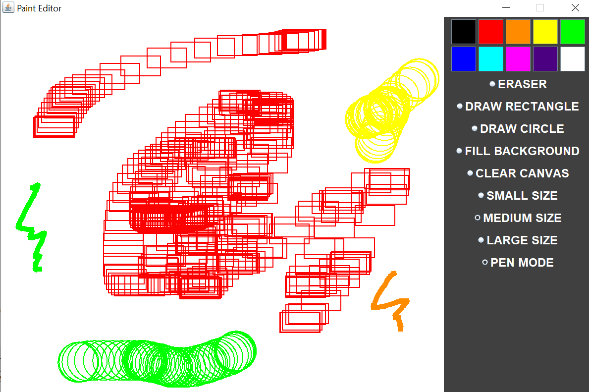 Paint Editor
ERASER
DRAW RECTANGLE
DRAW CIRCLE
FILL BACKGROUND
CLEAR CANVAS
SMALL SIZE
MEDIUM SIZE
LARGE SIZE
PEN MODE